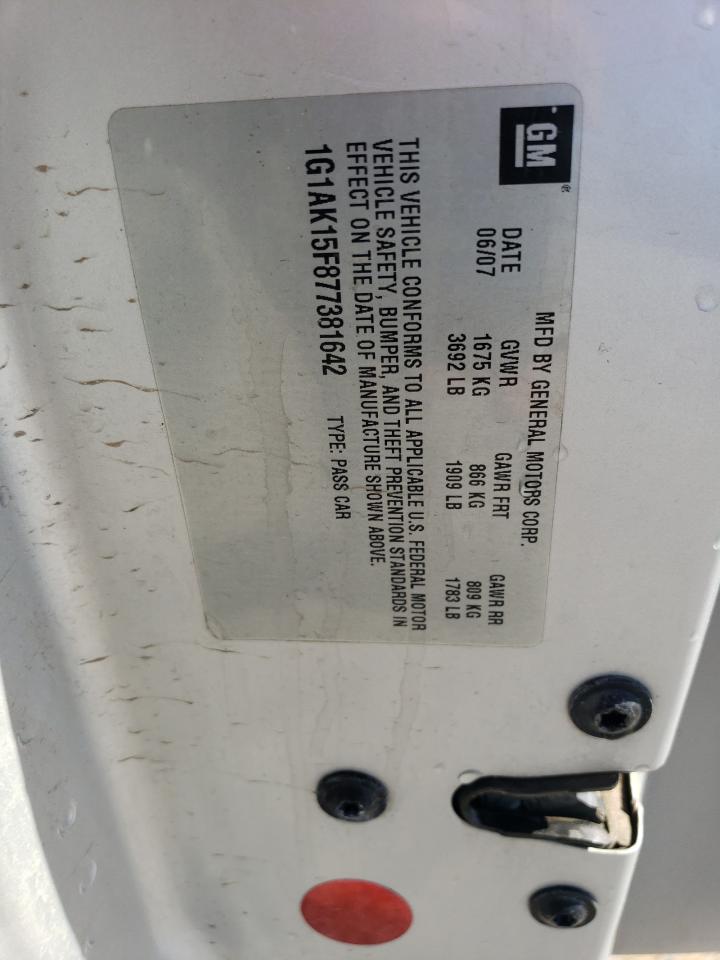 GM
®
MFD BY GENERAL MOTORS CORP.
DATE GVWR GAWR FRT GAWR RR
06/07 1675 KG 866 KG 809 KG
3692 LB 1909 LB 1783 LB
THIS VEHICLE CONFORMS TO ALL APPLICABLE U.S. FEDERAL MOTOR
VEHICLE SAFETY, BUMPER, AND THEFT PREVENTION STANDARDS IN
EFFECT ON THE DATE OF MANUFACTURE SHOWN ABOVE.
1G1AK15F877381642 TYPE: PASS CAR